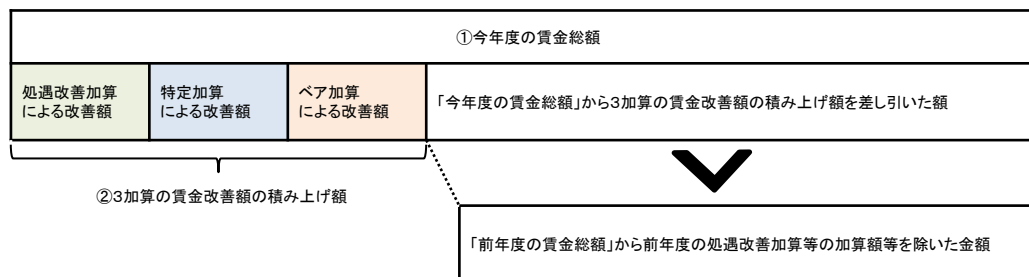 ①今年度の賃金総額
処遇改善加算
による改善額
特定加算
による改善額
ベア加算
による改善額
「今年度の賃金総額」から3加算の賃金改善額の積み上げ額を差し引いた額
②3加算の賃金改善額の積み上げ額
「前年度の賃金総額」から前年度の処遇改善加算等の加算額等を除いた金額